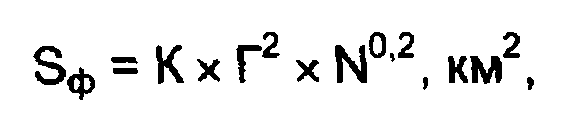 Sф = К × Г² × N⁰,², км²,